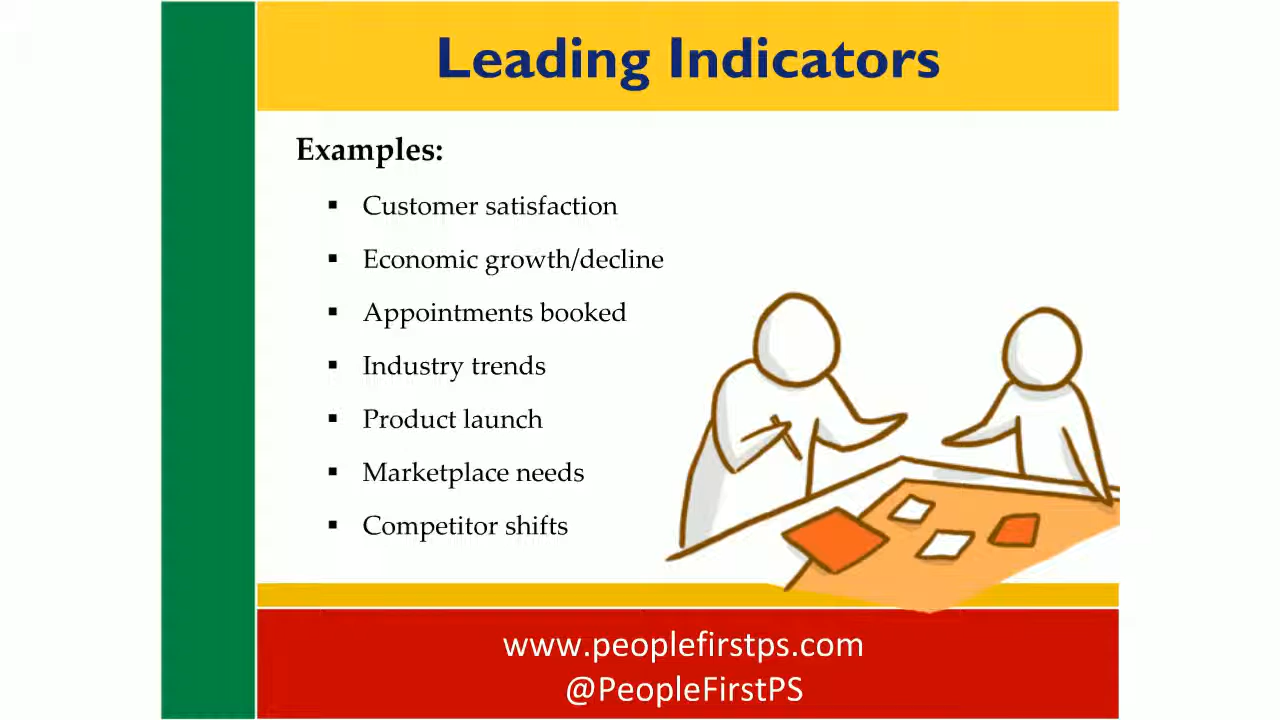 Leading Indicators
Examples:
▪ Customer satisfaction
▪ Economic growth/decline
▪ Appointments booked
▪ Industry trends
▪ Product launch
▪ Marketplace needs
▪ Competitor shifts
www.peoplefirstps.com
@PeopleFirstPS